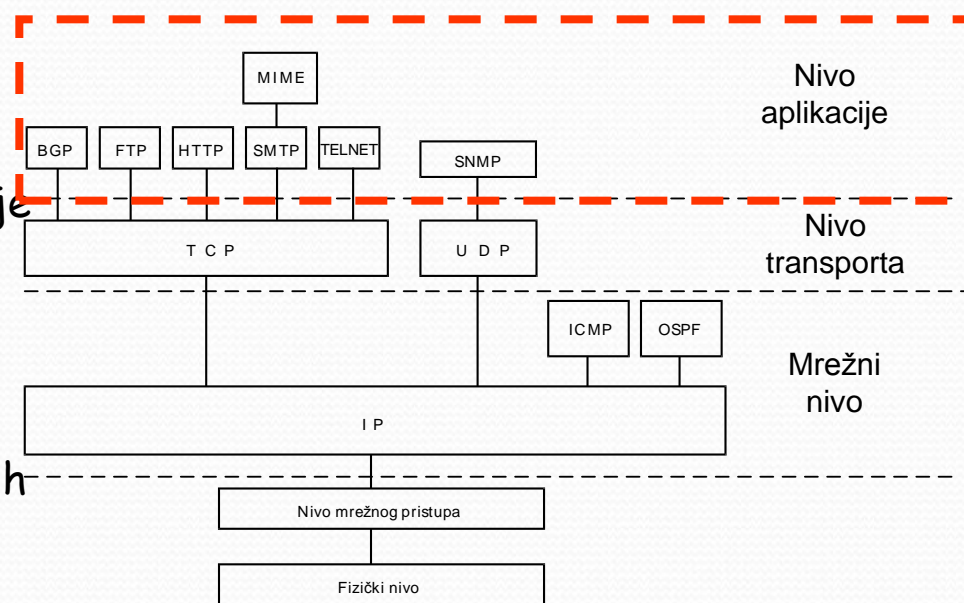 MIME
Nivo
aplikacije
BGP
FTP
HTTP
SMTP
TELNET
SNMP
je
Nivo
transporta
TCP
UDP
ICMP
OSPF
Mrežni
nivo
IP
h
Nivo mrežnog pristupa
Fizički nivo